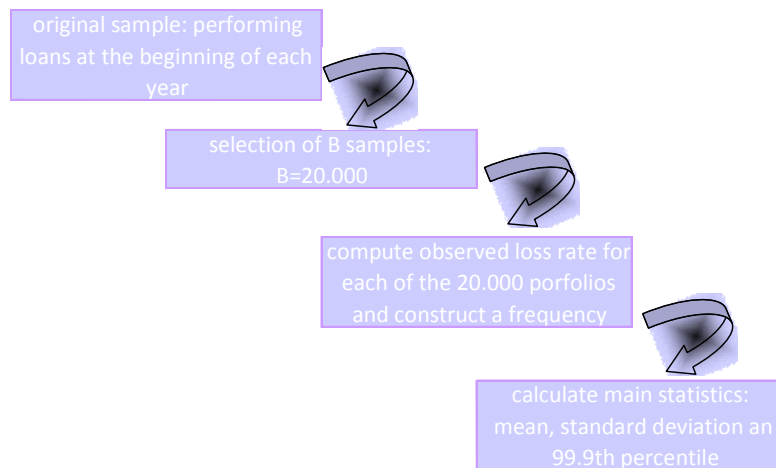 original sample: performing
loans at the beginning of each
year
selection of B samples:
B=20.000
compute observed loss rate for
each of the 20.000 porfolios
and construct a frequency
calculate main statistics:
mean, standard deviation an
99.9th percentile